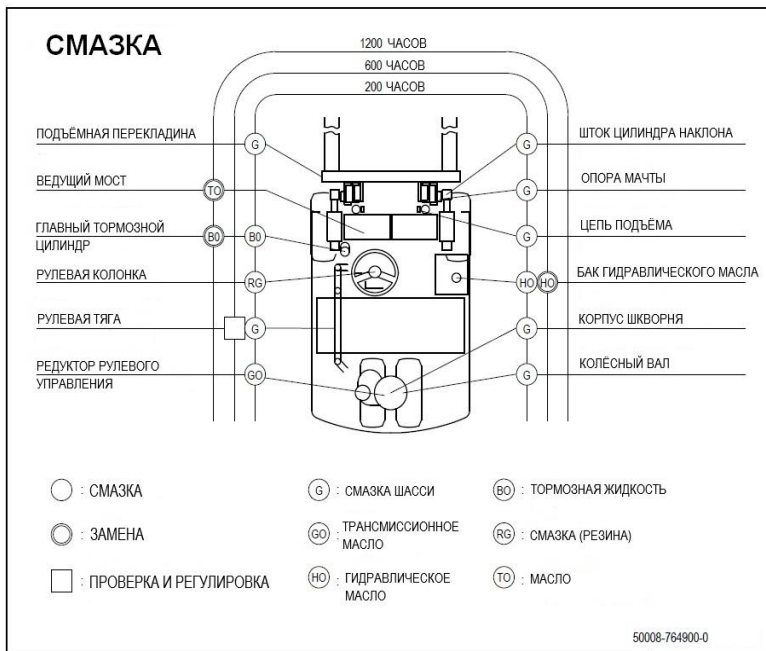 СМАЗКА
1200 ЧАСОВ
600 ЧАСОВ
200 ЧАСОВ
ПОДЪЁМНАЯ ПЕРЕКЛАДИНА
G
G
ШТОК ЦИЛИНДРА НАКЛОНА
ВЕДУЩИЙ МОСТ
TO
G
ОПОРА МАЧТЫ
ГЛАВНЫЙ ТОРМОЗНОЙ
ЦИЛИНДР
B0
B0
G
ЦЕПЬ ПОДЪЁМА
РУЛЕВАЯ КОЛОНКА
RG
HO
HO
БАК ГИДРАВЛИЧЕСКОГО МАСЛА
РУЛЕВАЯ ТЯГА
G
G
КОРПУС ШКВОРНЯ
РЕДУКТОР РУЛЕВОГО
УПРАВЛЕНИЯ
GO
G
КОЛЁСНЫЙ ВАЛ
: СМАЗКА
: ЗАМЕНА
: ПРОВЕРКА И РЕГУЛИРОВКА
G : СМАЗКА ШАССИ
GO : ТРАНСМИССИОННОЕ
МАСЛО
HO : ГИДРАВЛИЧЕСКОЕ
МАСЛО
BO : ТОРМОЗНАЯ ЖИДКОСТЬ
RG : СМАЗКА (РЕЗИНА)
TO : МАСЛО
50008-764900-0